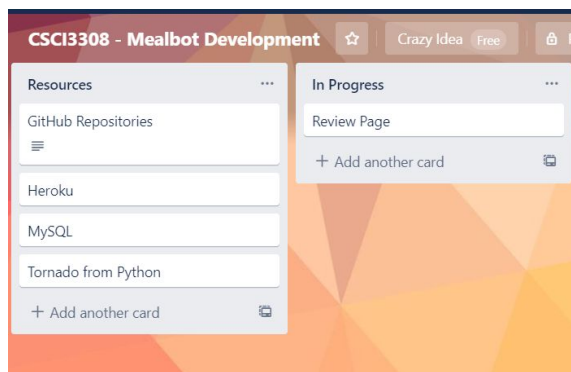 CSCI3308 - Mealbot Development
Crazy Idea Free
Resources
GitHub Repositories
Heroku
MySQL
Tornado from Python
+ Add another card
In Progress
Review Page
+ Add another card